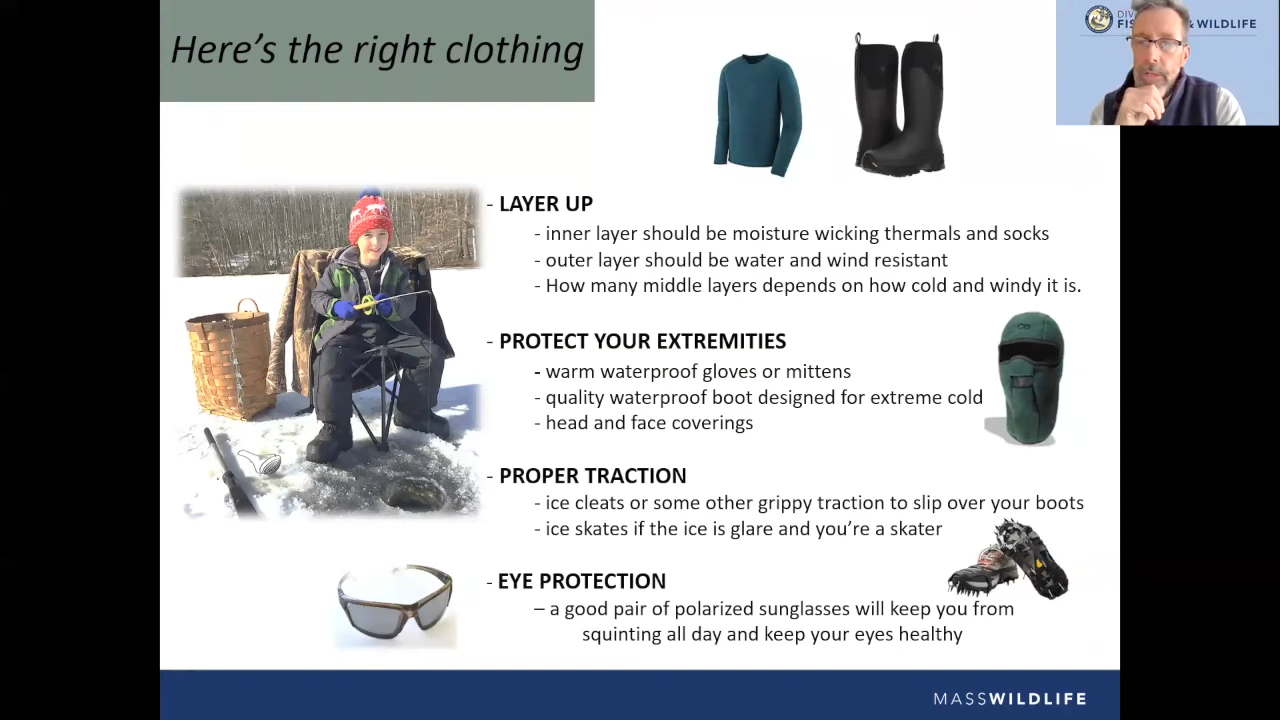 Here's the right clothing
& WILDLIFE
- LAYER UP
- inner layer should be moisture wicking thermals and socks
- outer layer should be water and wind resistant
- How many middle layers depends on how cold and windy it is.
- PROTECT YOUR EXTREMITIES
- warm waterproof gloves or mittens
- quality waterproof boot designed for extreme cold
- head and face coverings
- PROPER TRACTION
- ice cleats or some other grippy traction to slip over your boots
- ice skates if the ice is glare and you're a skater
- EYE PROTECTION
– a good pair of polarized sunglasses will keep you from
squinting all day and keep your eyes healthy
MASSWILDLIFE